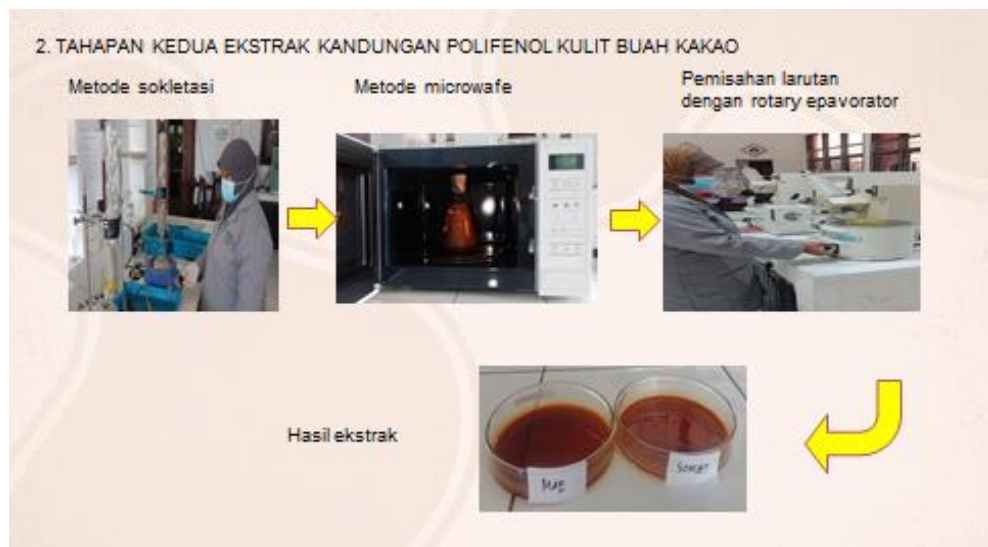 2. TAHAPAN KEDUA EKSTRAK KANDUNGAN POLIFENOL KULIT BUAH KAKAO
Metode sokletasi
Metode microwafe
Pemisahan larutan
dengan rotary epavorator
Hasil ekstrak
MAE
SOKLET